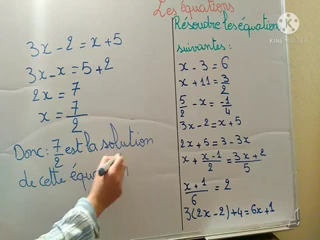 Les équations
3x - 2 = x + 5
3x - x = 5 + 2
2x = 7
x = 7/2
Donc: 7/2 est la solution
de cette équation
Résoudre les équation
suivantes :
x - 3 = 6
x + 11 = 3/2
5/2 - x = -1/4
3x - 2 = x + 5
2x + 5 = 3 - 3x
x + x-1/2 = 3x+2/5
x+1/6 = 2
3(2x - 2) + 4 = 6x + 1